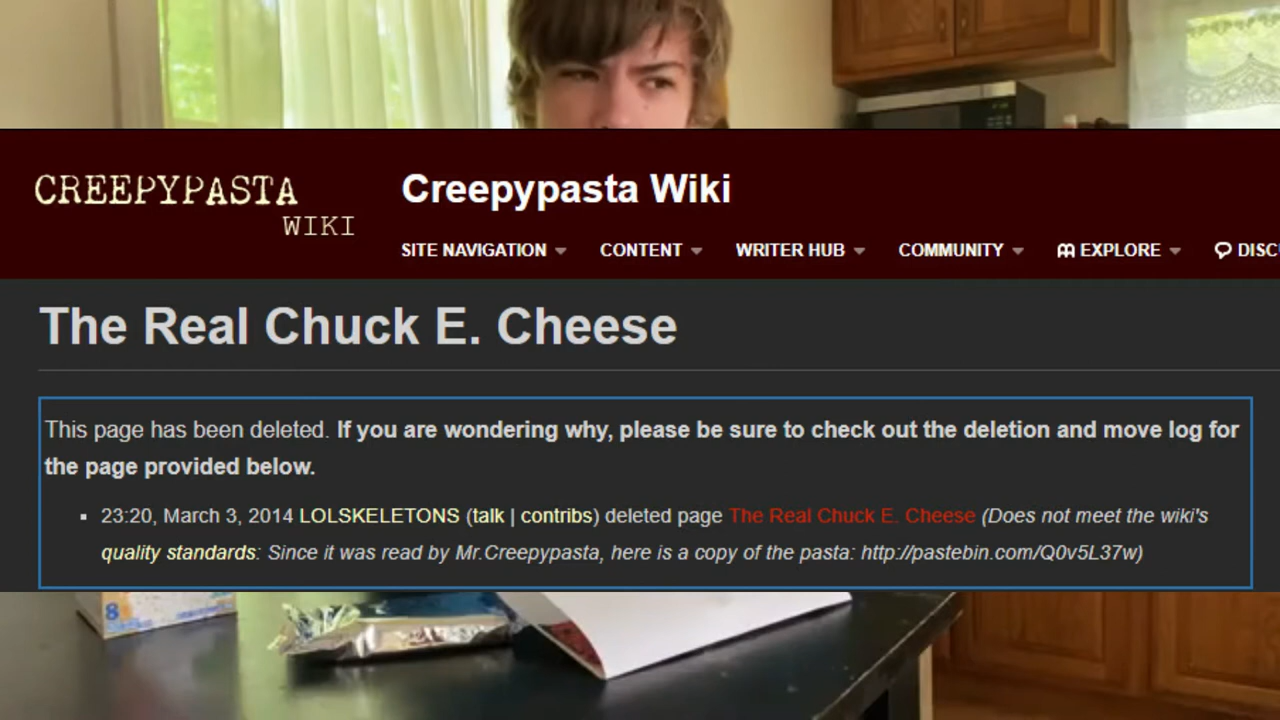 CREEPYPASTA
WIKI
Creepypasta Wiki
SITE NAVIGATION CONTENT WRITER HUB COMMUNITY EXPLORE DISC
The Real Chuck E. Cheese
This page has been deleted. If you are wondering why, please be sure to check out the deletion and move log for
the page provided below.
23:20, March 3, 2014 LOLSKELETONS (talk | contribs) deleted page The Real Chuck E. Cheese (Does not meet the wiki's
quality standards: Since it was read by Mr.Creepypasta, here is a copy of the pasta: http://pastebin.com/Q0v5L37w)
8